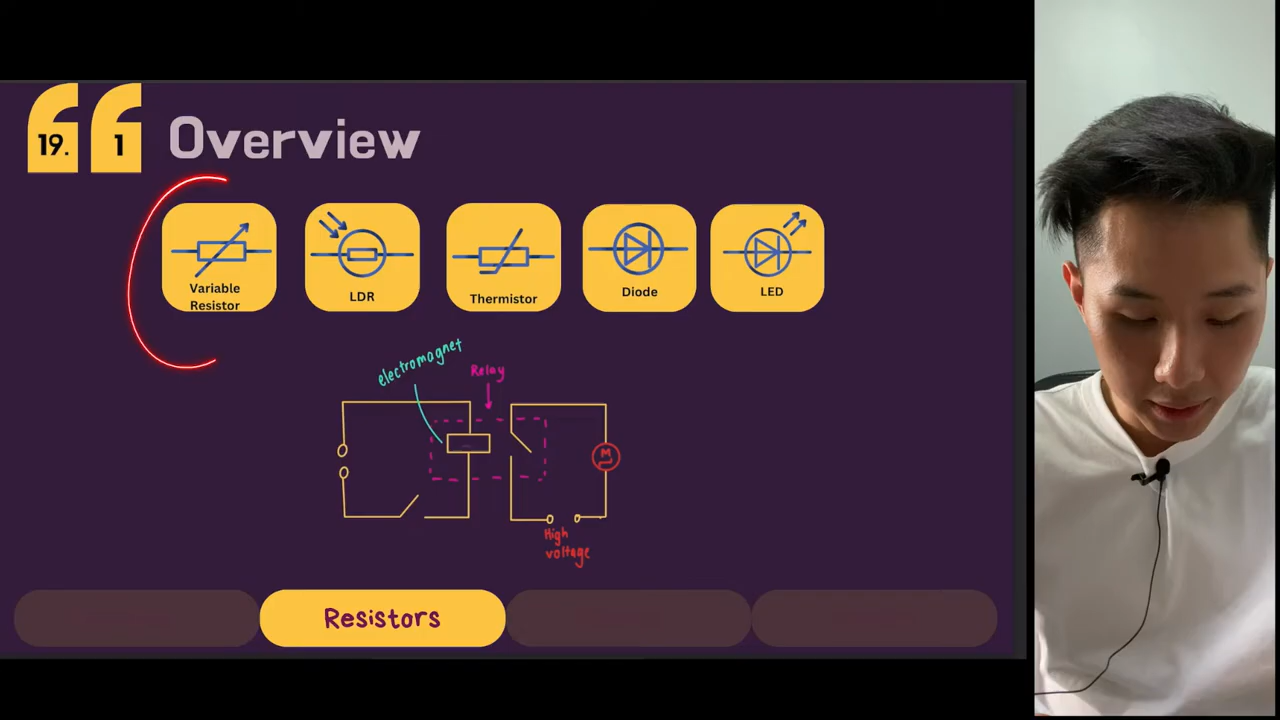 19. 1 Overview
Variable
Resistor
LDR
Thermistor
Diode
LED
electromagnet
Relay
M
High
voltage
Resistors